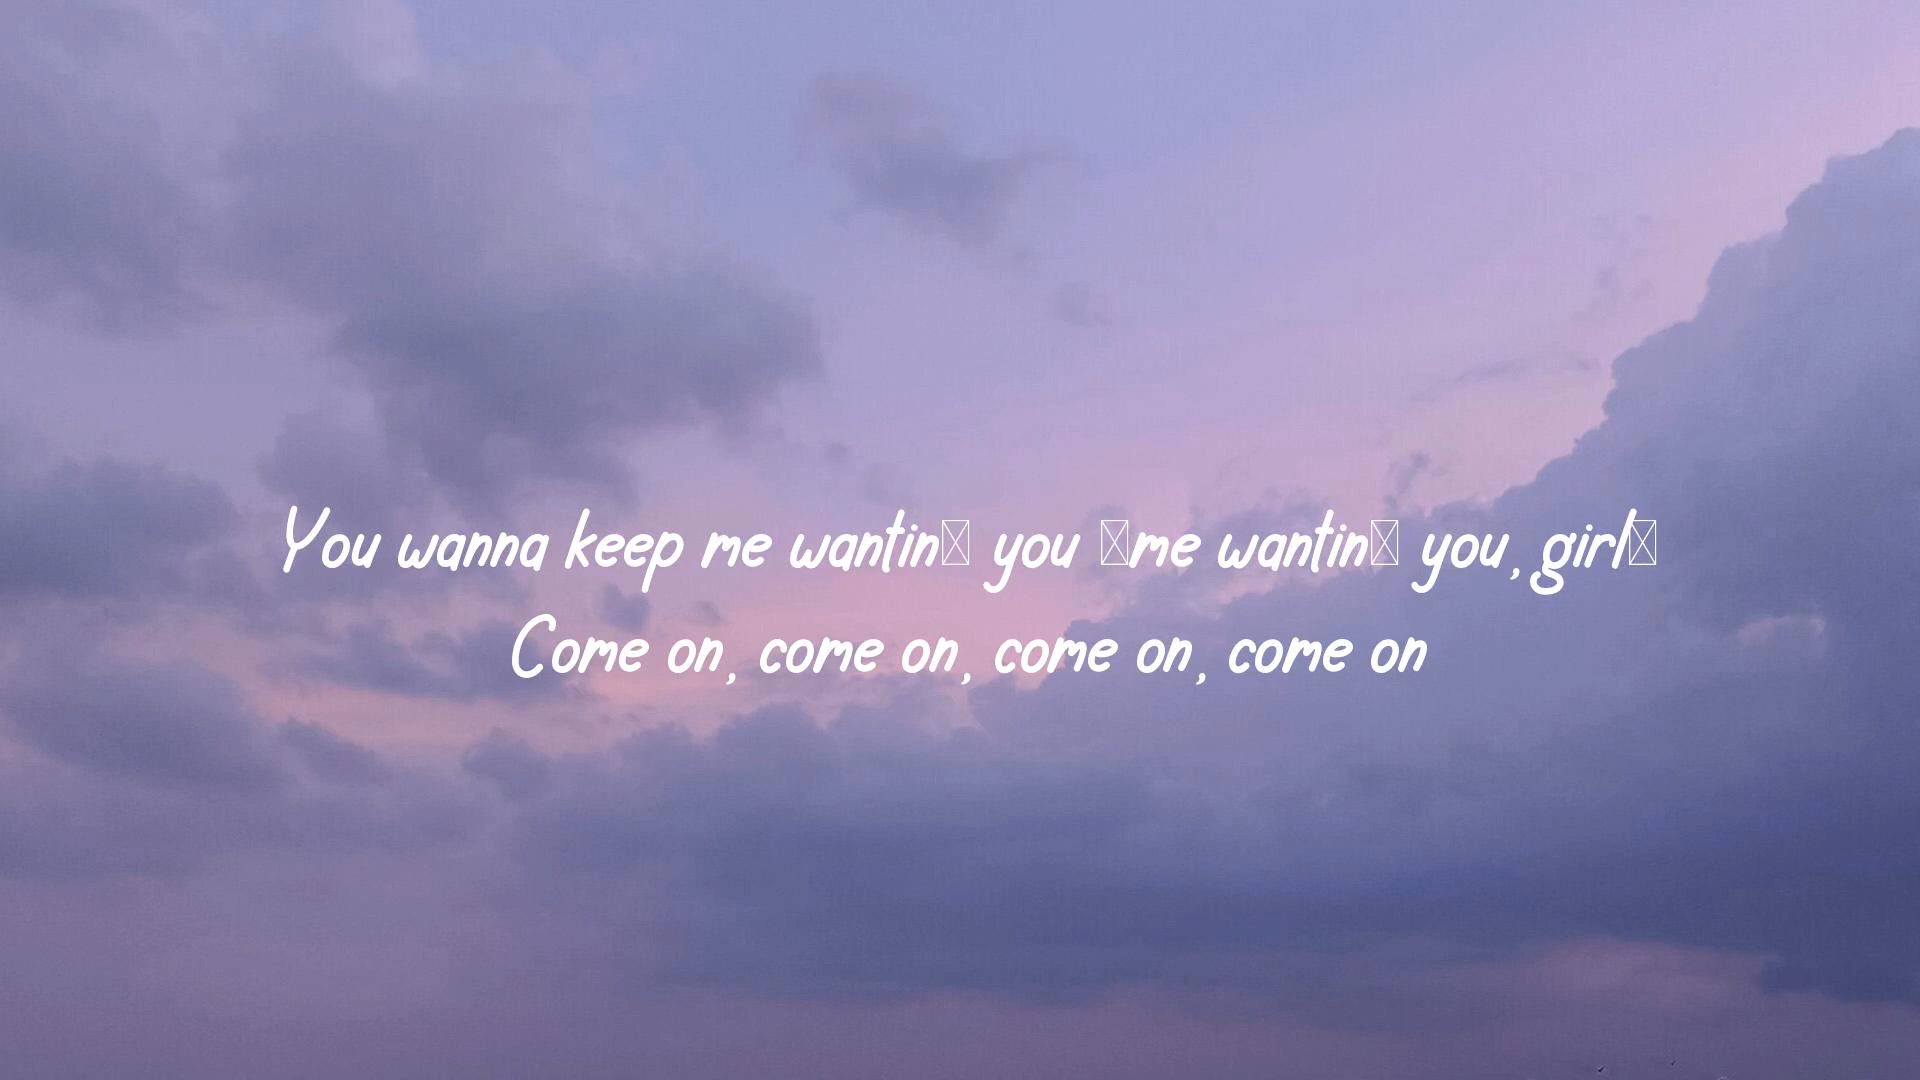 You wanna keep me wantin▯ you ▯me wantin▯ you, girl▯
Come on, come on, come on, come on